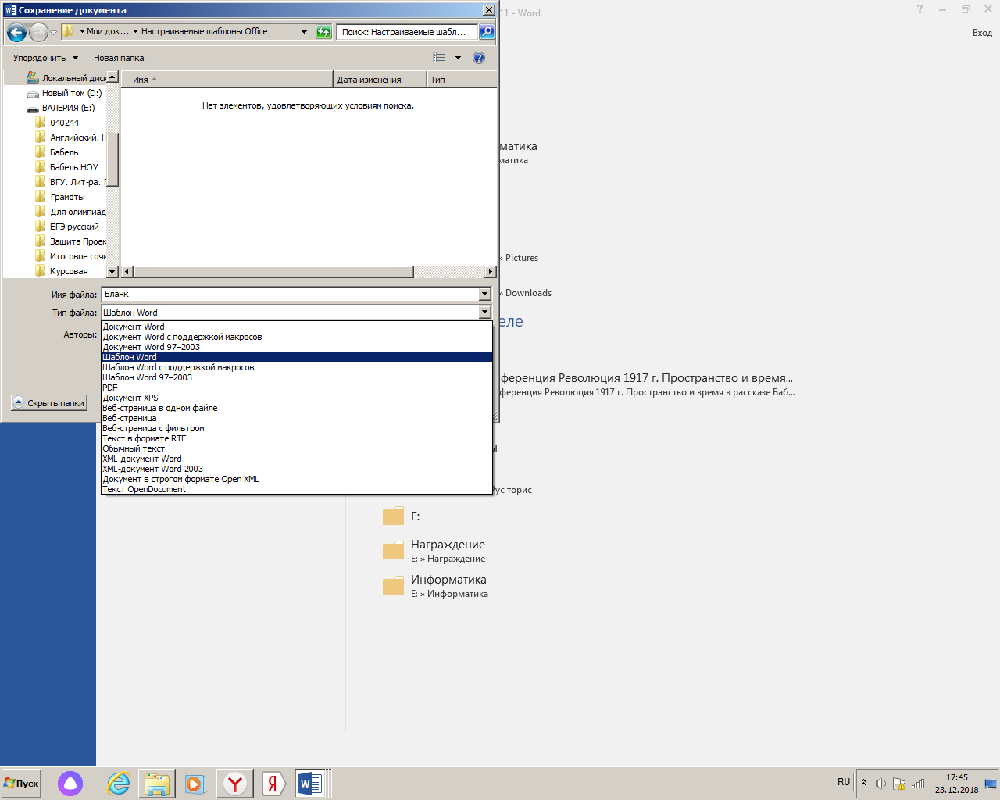 Сохранение документа
11 - Word
Мои док... Настраиваемые шаблоны Office
Поиск: Настраиваемые шабл...
Вход
Упорядочить
Новая папка
Имя
Дата изменения
Тип
Локальный диск
Новый том (D:)
ВАЛЕРИЯ (E:)
040244
Английский. Н
Бабель
Бабель НОУ
ВГУ. Лит-ра. Г
Грамоты
Для олимпиад
ЕГЭ русский
Защита Проек
Итоговое сочи
Курсовая
Нет элементов, удовлетворяющих условиям поиска.
матика
матика
» Pictures
» Downloads
еле
ференция Революция 1917 г. Пространство и время...
ференция Революция 1917 г. Пространство и время в рассказе Баб...
Имя файла: Бланк
Тип файла: Шаблон Word
Авторы:
Документ Word
Документ Word с поддержкой макросов
Документ Word 97–2003
Шаблон Word
Шаблон Word с поддержкой макросов
Шаблон Word 97–2003
PDF
Документ XPS
Веб-страница в одном файле
Веб-страница
Веб-страница с фильтром
Текст в формате RTF
Обычный текст
XML-документ Word
XML-документ Word 2003
Документ в строгом формате Open XML
Текст OpenDocument
Скрыть папки
ы
Рус торис
E:
Награждение
E: » Награждение
Информатика
E: » Информатика
Пуск
RU
17:45
23.12.2018